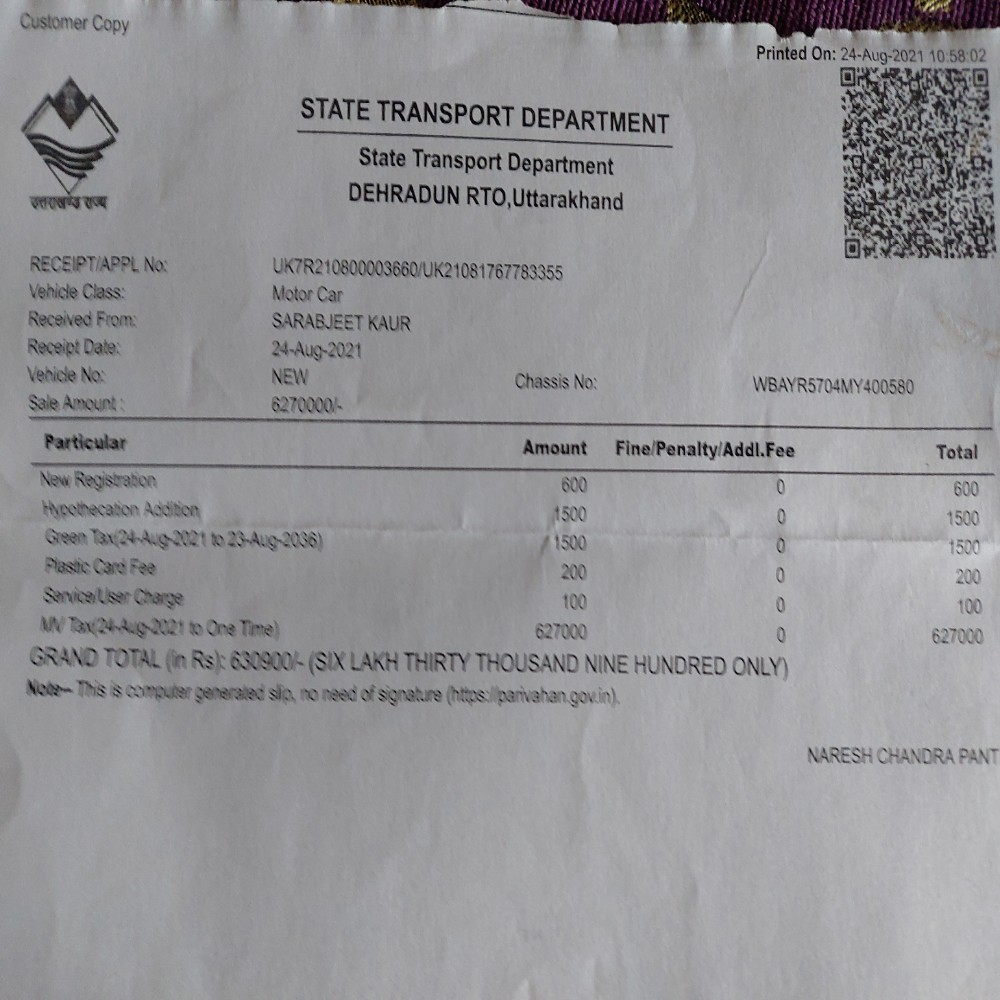 Customer Copy
Printed On: 24-Aug-2021 10:58:02
STATE TRANSPORT DEPARTMENT
State Transport Department
DEHRADUN RTO,Uttarakhand
उत्तराखण्ड राज्य
RECEIPT/APPL No: UK7R210800003660/UK21081767783355
Vehicle Class: Motor Car
Received From: SARABJEET KAUR
Receipt Date: 24-Aug-2021
Vehicle No: NEW Chassis No: WBAYR5704MY400580
Sale Amount : 6270000/-
Particular Amount Fine/Penalty/Addl.Fee Total
New Registration 600 0 600
Hypothecation Addition 1500 0 1500
Green Tax(24-Aug-2021 to 23-Aug-2036) 1500 0 1500
Plastic Card Fee 200 0 200
Service/User Charge 100 0 100
MV Tax(24-Aug-2021 to One Time) 627000 0 627000
GRAND TOTAL (in Rs): 630900/- (SIX LAKH THIRTY THOUSAND NINE HUNDRED ONLY)
Note-- This is computer generated slip, no need of signature (https://parivahan.gov.in).
NARESH CHANDRA PANT